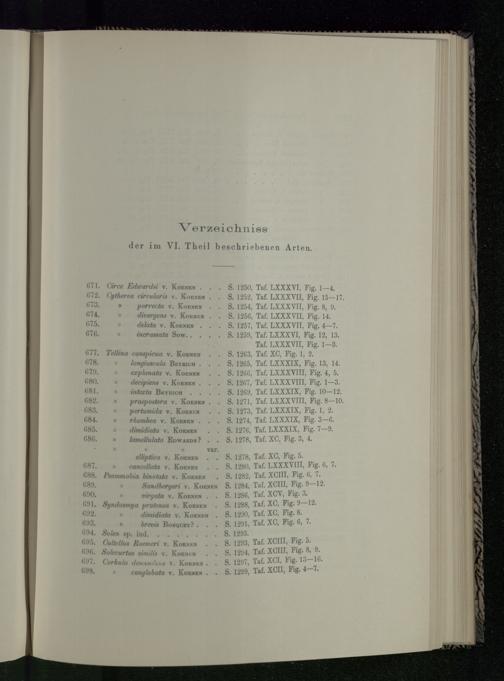 Verzeichniss
der im VI. Theil beschriebenen Arten.
671. Circe Edwardsi v. Koenen . . . S. 1250, Taf. LXXXVI, Fig. 1—4.
672. Cytherea circularis v. Koenen . . S. 1252, Taf. LXXXVII, Fig. 15—17.
673. » porrecta v. Koenen . . S. 1254, Taf. LXXXVII, Fig. 8, 9.
674. » divergens v. Koenen . . S. 1256, Taf. LXXXVII, Fig. 14.
675. » delata v. Koenen . . . S. 1257, Taf. LXXXVII, Fig. 4—7.
676. » incrassata Sow. . . . . S. 1259, Taf. LXXXVI, Fig. 12, 13.
Taf. LXXXVII, Fig. 1—3.
677. Tellina conspicua v. Koenen . . S. 1263, Taf. XC, Fig. 1, 2.
678. » longiuscula Beyrich . . . S. 1265, Taf. LXXXIX, Fig. 13, 14.
679. » explanata v. Koenen . . S. 1266, Taf. LXXXVIII, Fig. 4, 5.
680. » decipiens v. Koenen . . . S. 1267, Taf. LXXXVIII, Fig. 1—3.
681. » intexta Beyrich . . . . S. 1269, Taf. LXXXIX, Fig. 10—12.
682. » praepostera v. Koenen . . S. 1271, Taf. LXXXVIII, Fig. 8—10.
683. » pertumida v. Koenen . . S. 1273, Taf. LXXXIX, Fig. 1, 2.
684. » rhombea v. Koenen . . . S. 1274, Taf. LXXXIX, Fig. 3—6.
685. » dimidiata v. Koenen . . S. 1276, Taf. LXXXIX, Fig. 7—9.
686. » lamellulata Edwards? . . S. 1278, Taf. XC, Fig. 3, 4.
» » » var.
elliptica v. Koenen . . S. 1278, Taf. XC, Fig. 5.
687. » cancellata v. Koenen . . S. 1280, Taf. LXXXVIII, Fig. 6, 7.
688. Psammobia bisotata v. Koenen . S. 1282, Taf. XCIII, Fig. 6, 7.
689. » Sandbergeri v. Koenen S. 1284, Taf. XCIII, Fig. 9—12.
690. » virgata v. Koenen . . S. 1286, Taf. XCV, Fig. 3.
691. Syndosmya protensa v. Koenen . S. 1288, Taf. XC, Fig. 9—12.
692. » dimidiata v. Koenen . S. 1290, Taf. XC, Fig. 8.
693. » brevis Bosquet? . . . S. 1291, Taf. XC, Fig. 6, 7.
694. Solen sp. ind. . . . . . . . S. 1293.
695. Cultellus Roemeri v. Koenen . . S. 1293, Taf. XCIII, Fig. 5.
696. Solecurtus similis v. Koenen . . S. 1294, Taf. XCIII, Fig. 8, 9.
697. Corbula v. Koenen . . S. 1297, Taf. XCI, Fig. 13—16.
698. » conglobata v. Koenen . . S. 1299, Taf. XCII, Fig. 4—7.